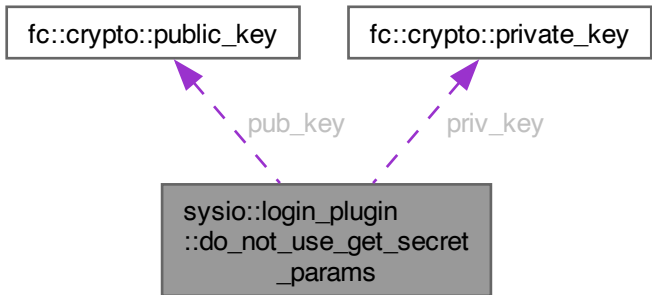 fc::crypto::public_key
fc::crypto::private_key
pub_key
priv_key
sysio::login_plugin
::do_not_use_get_secret
_params